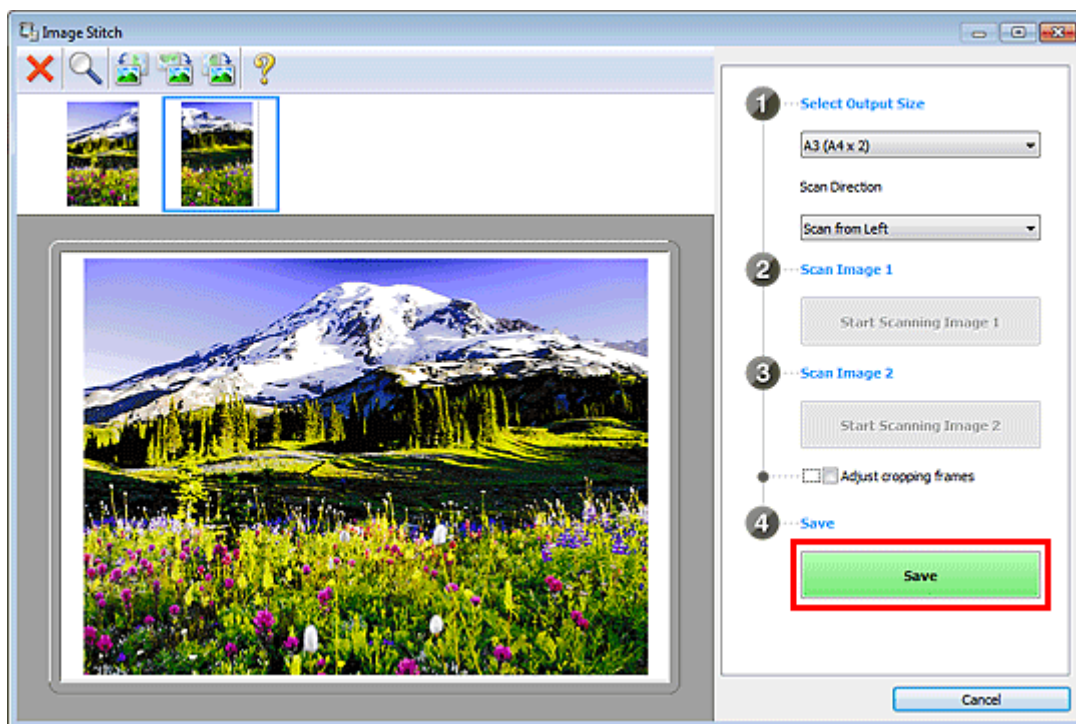 Image Stitch
1 Select Output Size
A3 (A4 x 2)
Scan Direction
Scan from Left
2 Scan Image 1
Start Scanning Image 1
3 Scan Image 2
Start Scanning Image 2
Adjust cropping frames
4 Save
Save
Cancel